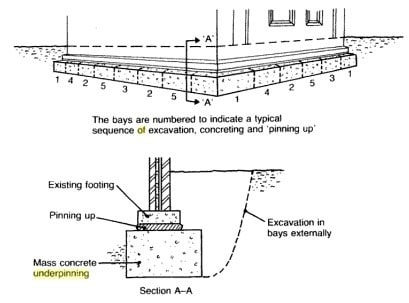 'A'
'A'
1 4 2 5 3 2 5 1 4 2 3 1
The bays are numbered to indicate a typical
sequence of excavation, concreting and 'pinning up'
Existing footing
Pinning up
Excavation in
bays externally
Mass concrete
underpinning
Section A–A